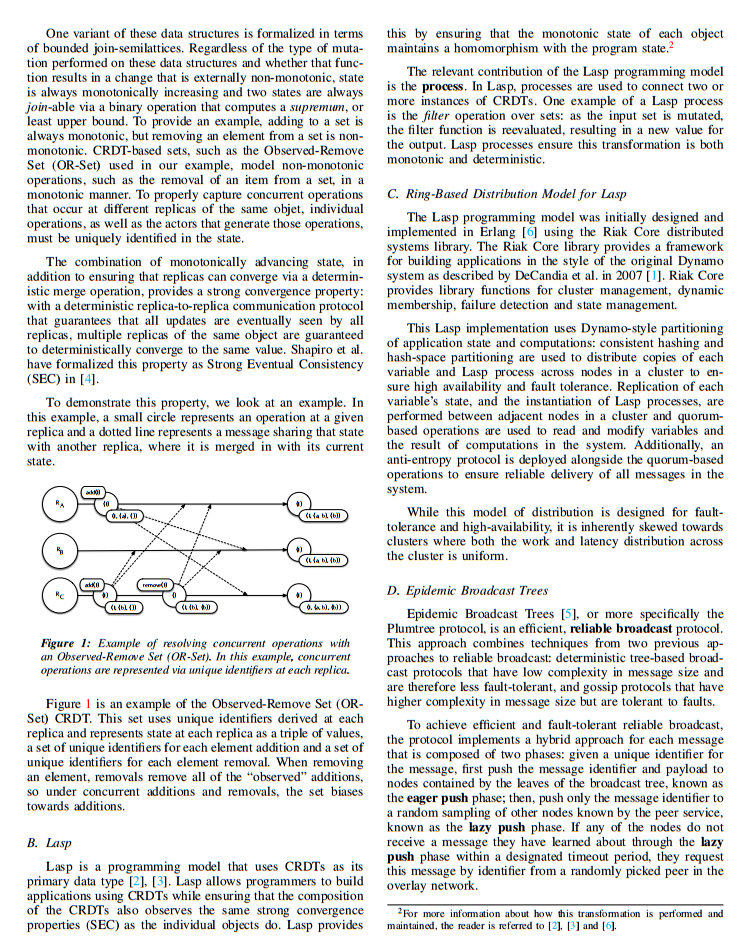 One variant of these data structures is formalized in terms
of bounded join-semilattices. Regardless of the type of muta-
tion performed on these data structures and whether that func-
tion results in a change that is externally non-monotonic, state
is always monotonically increasing and two states are always
join-able via a binary operation that computes a supremum, or
least upper bound. To provide an example, adding to a set is
always monotonic, but removing an element from a set is non-
monotonic. CRDT-based sets, such as the Observed-Remove
Set (OR-Set) used in our example, model non-monotonic
operations, such as the removal of an item from a set, in a
monotonic manner. To properly capture concurrent operations
that occur at different replicas of the same objet, individual
operations, as well as the actors that generate those operations,
must be uniquely identified in the state.
The combination of monotonically advancing state, in
addition to ensuring that replicas can converge via a determin-
istic merge operation, provides a strong convergence property:
with a deterministic replica-to-replica communication protocol
that guarantees that all updates are eventually seen by all
replicas, multiple replicas of the same object are guaranteed
to deterministically converge to the same value. Shapiro et al.
have formalized this property as Strong Eventual Consistency
(SEC) in [4].
To demonstrate this property, we look at an example. In
this example, a small circle represents an operation at a given
replica and a dotted line represents a message sharing that state
with another replica, where it is merged in with its current
state.
R_A
R_B
R_C
Figure 1: Example of resolving concurrent operations with
an Observed-Remove Set (OR-Set). In this example, concurrent
operations are represented via unique identifiers at each replica.
Figure 1 is an example of the Observed-Remove Set (OR-
Set) CRDT. This set uses unique identifiers derived at each
replica and represents state at each replica as a triple of values,
a set of unique identifiers for each element addition and a set of
unique identifiers for each element removal. When removing
an element, removals remove all of the “observed” additions,
so under concurrent additions and removals, the set biases
towards additions.
B. Lasp
Lasp is a programming model that uses CRDTs as its
primary data type [2], [3]. Lasp allows programmers to build
applications using CRDTs while ensuring that the composition
of the CRDTs also observes the same strong convergence
properties (SEC) as the individual objects do. Lasp provides
this by ensuring that the monotonic state of each object
maintains a homomorphism with the program state.2
The relevant contribution of the Lasp programming model
is the process. In Lasp, processes are used to connect two or
more instances of CRDTs. One example of a Lasp process
is the filter operation over sets: as the input set is mutated,
the filter function is reevaluated, resulting in a new value for
the output. Lasp processes ensure this transformation is both
monotonic and deterministic.
C. Ring-Based Distribution Model for Lasp
The Lasp programming model was initially designed and
implemented in Erlang [6] using the Riak Core distributed
systems library. The Riak Core library provides a framework
for building applications in the style of the original Dynamo
system as described by DeCandia et al. in 2007 [1]. Riak Core
provides library functions for cluster management, dynamic
membership, failure detection and state management.
This Lasp implementation uses Dynamo-style partitioning
of application state and computations: consistent hashing and
hash-space partitioning are used to distribute copies of each
variable and Lasp process across nodes in a cluster to en-
sure high availability and fault tolerance. Replication of each
variable’s state, and the instantiation of Lasp processes, are
performed between adjacent nodes in a cluster and quorum-
based operations are used to read and modify variables and
the result of computations in the system. Additionally, an
anti-entropy protocol is deployed alongside the quorum-based
operations to ensure reliable delivery of all messages in the
system.
While this model of distribution is designed for fault-
tolerance and high-availability, it is inherently skewed towards
clusters where both the work and latency distribution across
the cluster is uniform.
D. Epidemic Broadcast Trees
Epidemic Broadcast Trees [5], or more specifically the
Plumtree protocol, is an efficient, reliable broadcast protocol.
This approach combines techniques from two previous ap-
proaches to reliable broadcast: deterministic tree-based broad-
cast protocols that have low complexity in message size and
are therefore less fault-tolerant, and gossip protocols that have
higher complexity in message size but are tolerant to faults.
To achieve efficient and fault-tolerant reliable broadcast,
the protocol implements a hybrid approach for each message
that is composed of two phases: given a unique identifier for
the message, first push the message identifier and payload to
nodes contained by the leaves of the broadcast tree, known as
the eager push phase; then, push only the message identifier to
a random sampling of other nodes known by the peer service,
known as the lazy push phase. If any of the nodes do not
receive a message they have learned about through the lazy
push phase within a designated timeout period, they request
this message by identifier from a randomly picked peer in the
overlay network.
2For more information about how this transformation is performed and
maintained, the reader is referred to [2], [3] and [6].